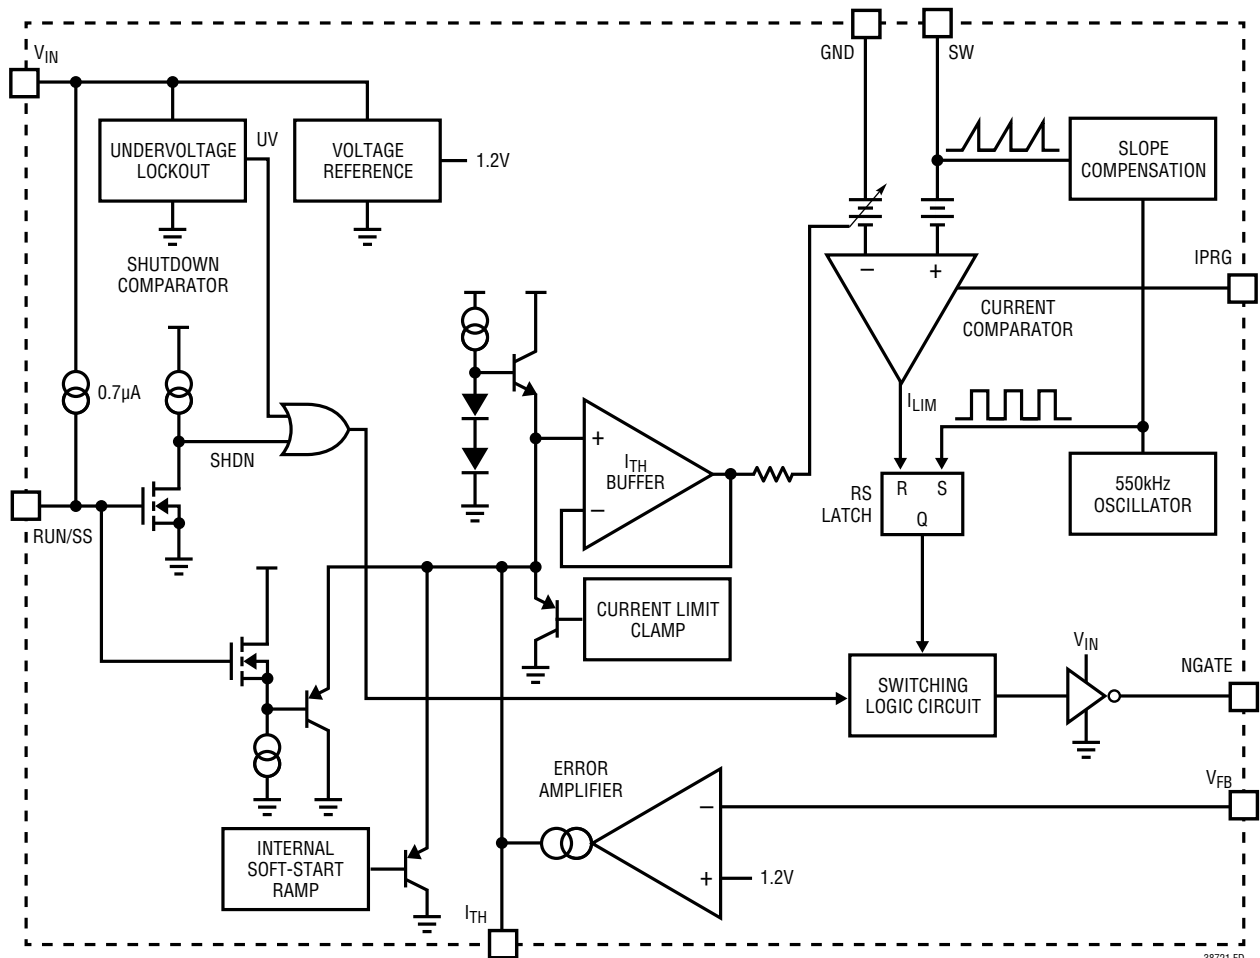 GND
SW
VIN
UNDERVOLTAGE
LOCKOUT
UV
VOLTAGE
REFERENCE
1.2V
SLOPE
COMPENSATION
SHUTDOWN
COMPARATOR
– +
IPRG
CURRENT
COMPARATOR
0.7µA
ILIM
SHDN
+
ITH
BUFFER
–
RS
LATCH
R S
Q
550kHz
OSCILLATOR
RUN/SS
CURRENT LIMIT
CLAMP
SWITCHING
LOGIC CIRCUIT
VIN
NGATE
ERROR
AMPLIFIER
–
VFB
INTERNAL
SOFT-START
RAMP
+
1.2V
ITH
38721 FD